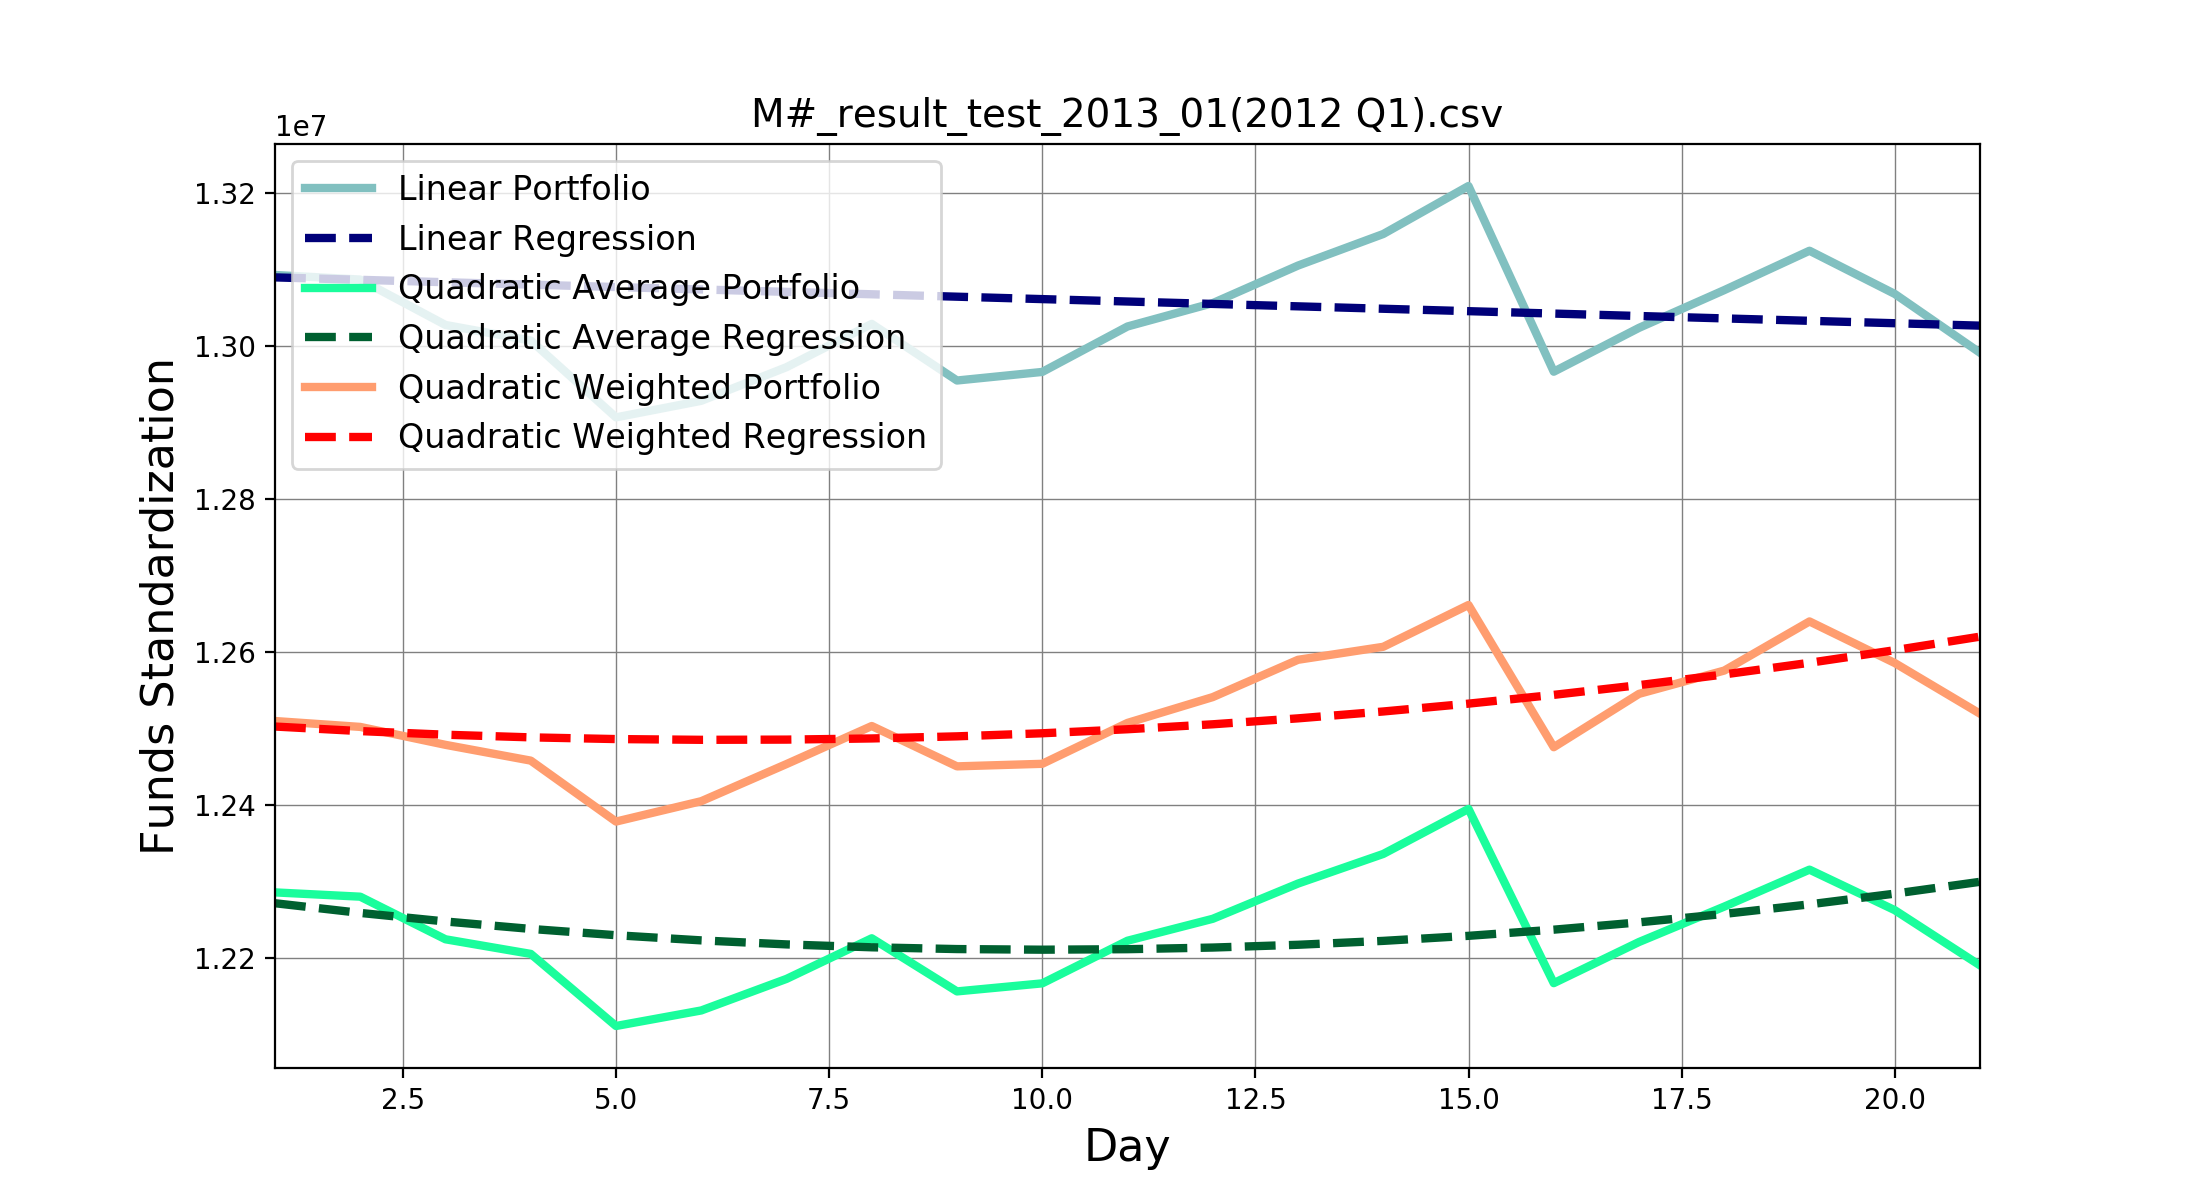 M#_result_test_2013_01(2012 Q1).csv
1e7
Linear Portfolio
Linear Regression
Quadratic Average Portfolio
Quadratic Average Regression
Quadratic Weighted Portfolio
Quadratic Weighted Regression
1.32
1.30
1.28
1.26
1.24
1.22
Funds Standardization
2.5 5.0 7.5 10.0 12.5 15.0 17.5 20.0
Day